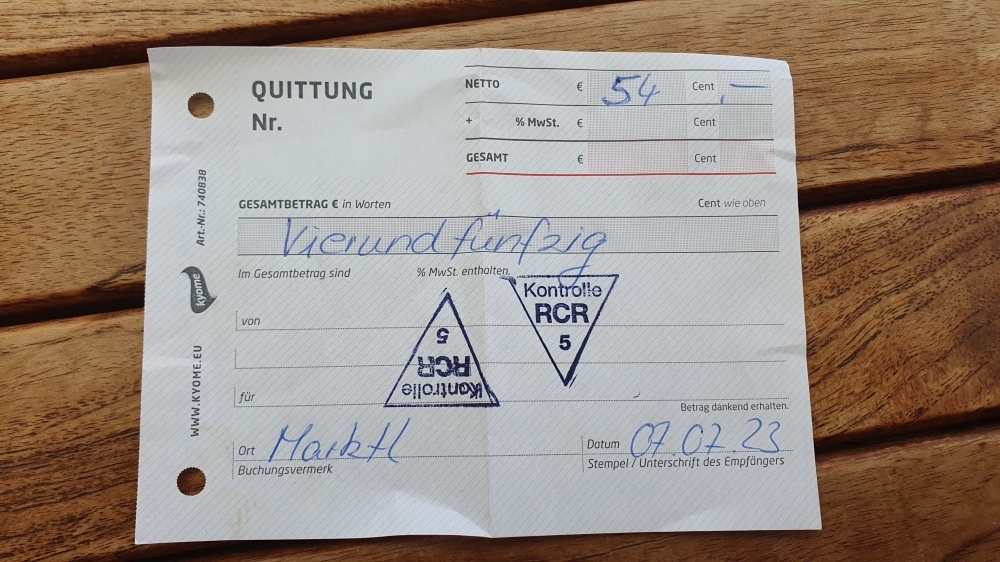 QUITTUNG
Nr.
NETTO € 54 Cent ,—
+ % MwSt. € Cent
GESAMT € Cent
GESAMTBETRAG € in Worten Cent wie oben
Vierundfünfzig
Im Gesamtbetrag sind % MwSt. enthalten.
von
für
Kontrolle
RCR
5
Kontrolle
RCR
5
Betrag dankend erhalten.
Ort Marktl Datum 07.07.23
Buchungsvermerk Stempel / Unterschrift des Empfängers
Art.-Nr.: 740838
kyome
WWW.KYOME.EU